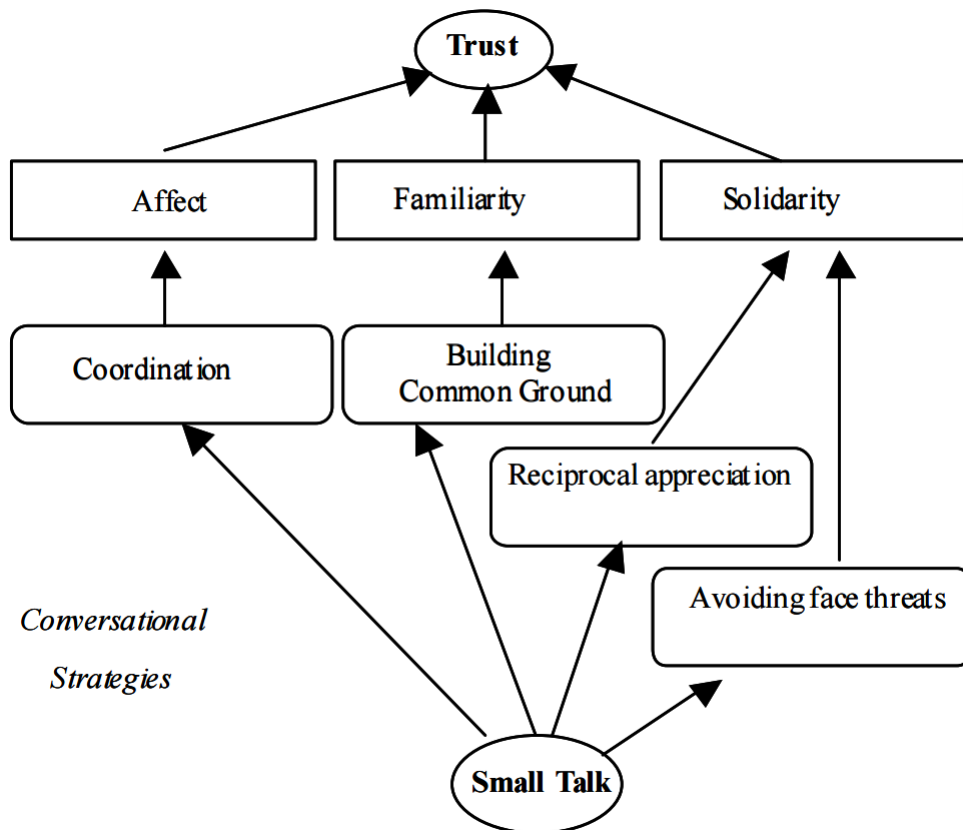 Trust
Affect
Familiarity
Solidarity
Coordination
Building
Common Ground
Reciprocal appreciation
Avoiding face threats
Conversational
Strategies
Small Talk